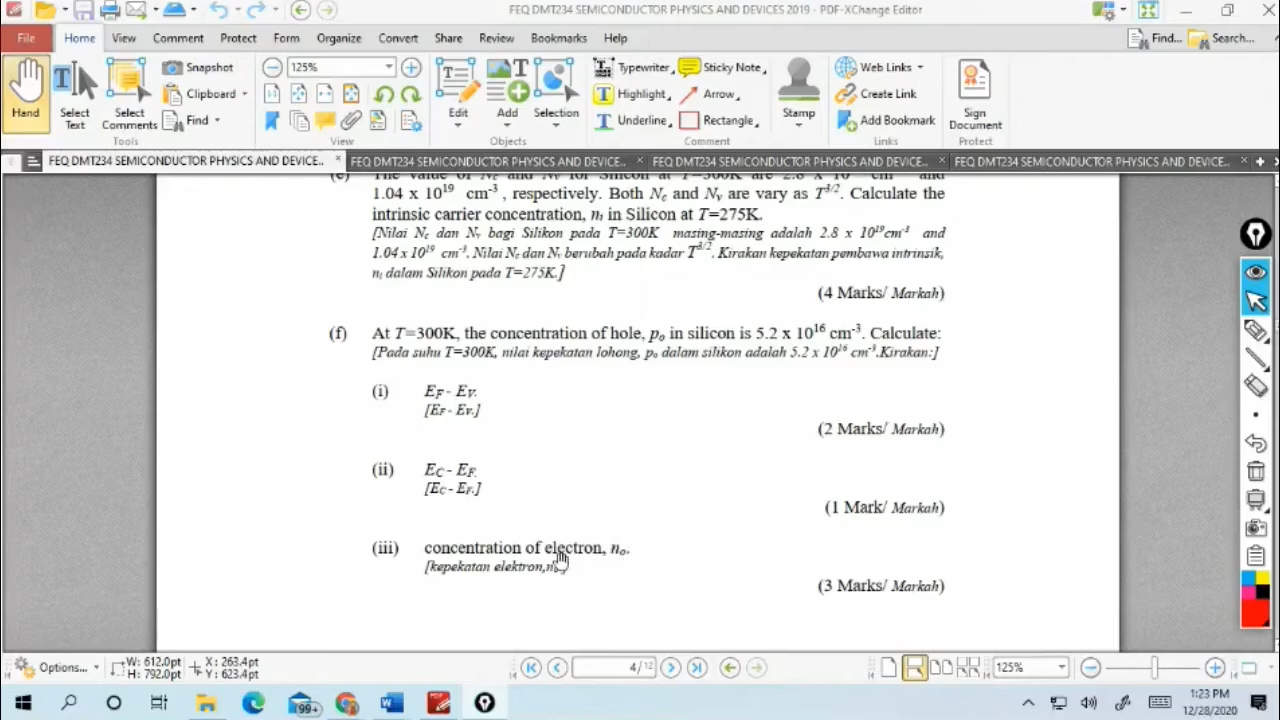 FEQ DMT234 SEMICONDUCTOR PHYSICS AND DEVICES 2019 - PDF-XChange Editor
File Home View Comment Protect Form Organize Convert Share Review Bookmarks Help
Find... Search...
Hand
Select Text
Select Comments
Snapshot
Clipboard
Find
Tools
125%
View
Edit
Add
Selection
Objects
Typewriter
Highlight
Underline
Sticky Note
Arrow
Rectangle
Comment
Stamp
Web Links
Create Link
Add Bookmark
Links
Sign Document
Protect
FEQ DMT234 SEMICONDUCTOR PHYSICS AND DEVICE... FEQ DMT234 SEMICONDUCTOR PHYSICS AND DEVICE... FEQ DMT234 SEMICONDUCTOR PHYSICS AND DEVICE... FEQ DMT234 SEMICONDUCTOR PHYSICS AND DEVICE...
1.04 x 10¹⁹ cm⁻³, respectively. Both Nc and Nv are vary as T³/². Calculate the
intrinsic carrier concentration, ni in Silicon at T=275K.
[Nilai Nc dan Nv bagi Silikon pada T=300K masing-masing adalah 2.8 x 10¹⁹cm⁻³ and
1.04 x 10¹⁹ cm⁻³. Nilai Nc dan Nv berubah pada kadar T³/². Kirakan kepekatan pembawa intrinsik,
ni dalam Silikon pada T=275K.]
(4 Marks/ Markah)
(f) At T=300K, the concentration of hole, po in silicon is 5.2 x 10¹⁶ cm⁻³. Calculate:
[Pada suhu T=300K, nilai kepekatan lohong, po dalam silikon adalah 5.2 x 10¹⁶ cm⁻³.Kirakan:]
(i) EF - EV.
[EF - EV.]
(2 Marks/ Markah)
(ii) EC - EF.
[EC - EF.]
(1 Mark/ Markah)
(iii) concentration of electron, no.
[kepekatan elektron,
(3 Marks/ Markah)
Options... W: 612.0pt X: 263.4pt
H: 792.0pt Y: 623.4pt
4 / 12
125%
99+
1:23 PM
12/28/2020